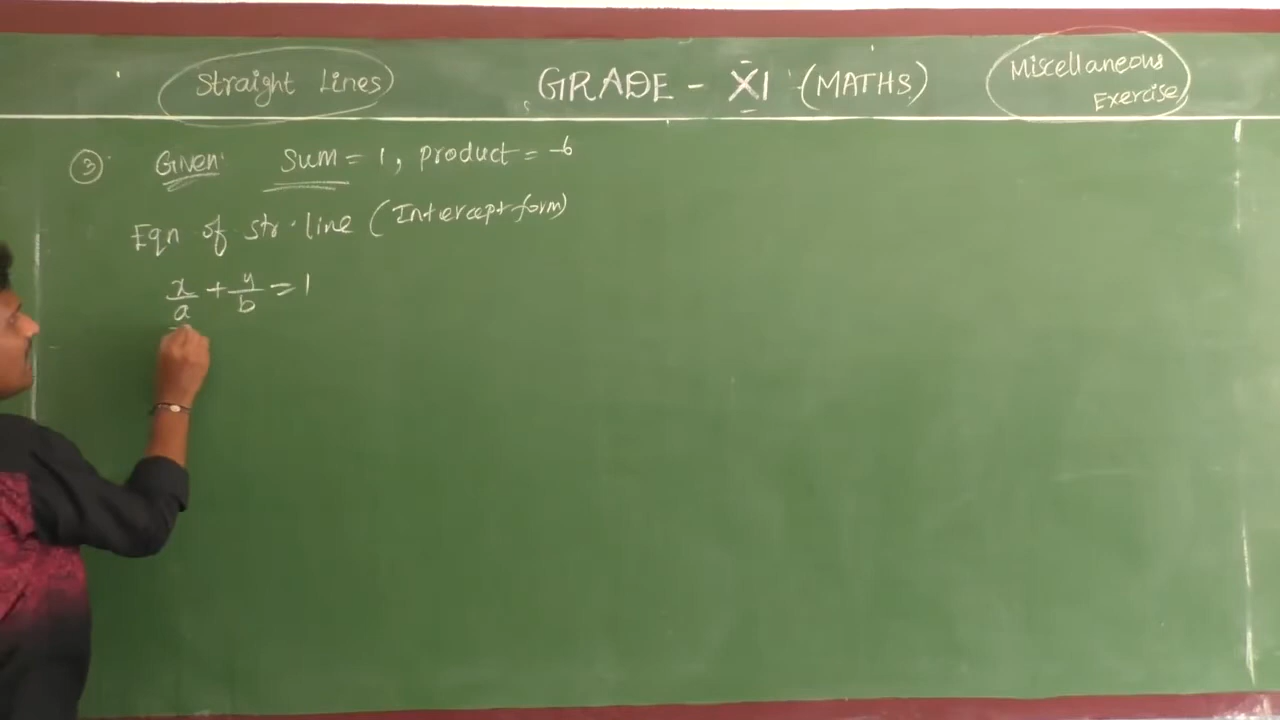 Straight Lines
GRADE - XI (MATHS)
Miscellaneous
Exercise
③ Given Sum = 1, product = -6
Eqn of str. line (Intercept form)
x/a + y/b = 1